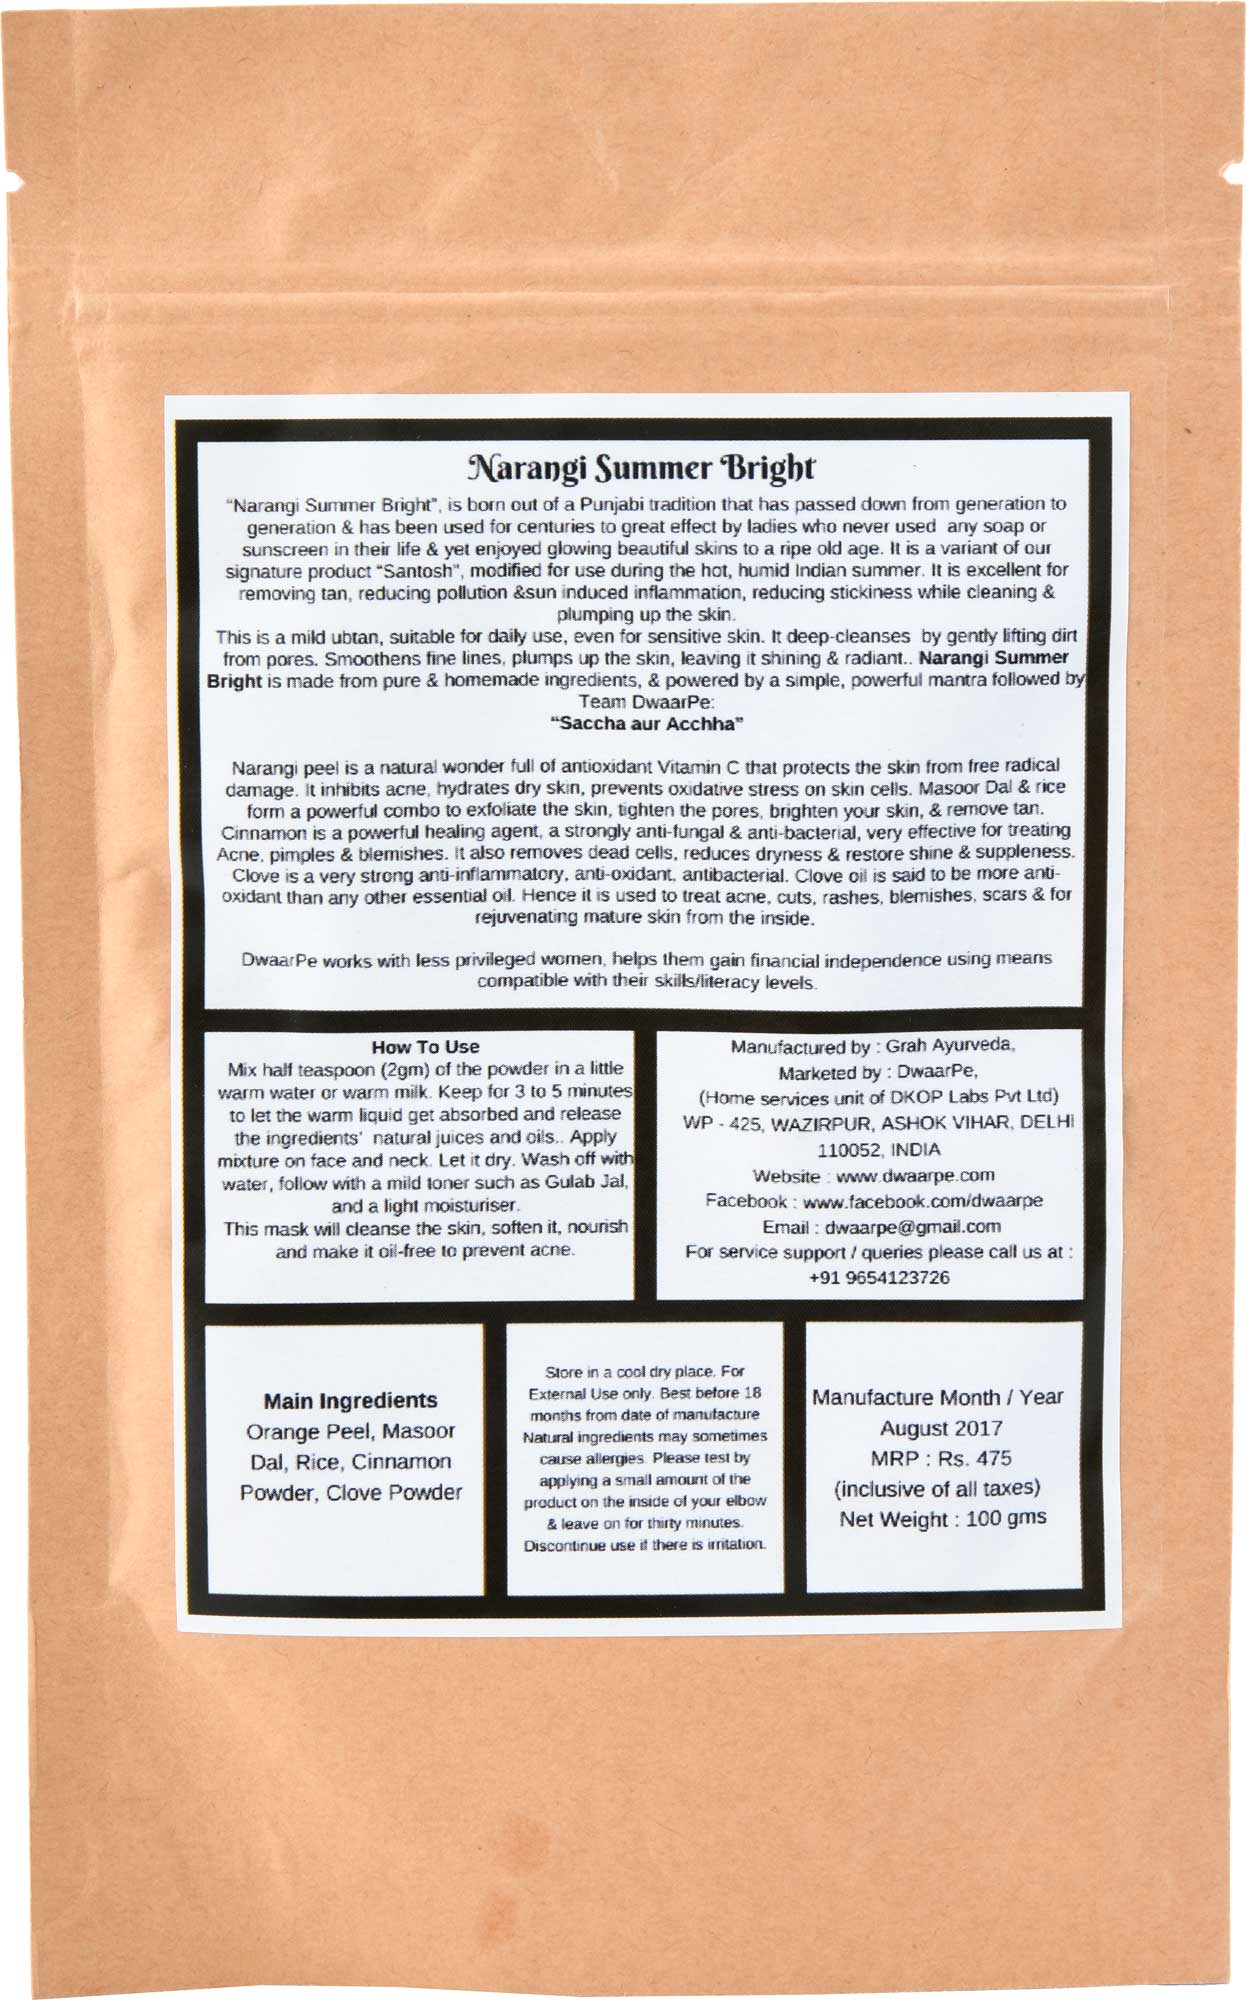 Narangi Summer Bright
"Narangi Summer Bright", is born out of a Punjabi tradition that has passed down from generation to
generation & has been used for centuries to great effect by ladies who never used any soap or
sunscreen in their life & yet enjoyed glowing beautiful skins to a ripe old age. It is a variant of our
signature product "Santosh", modified for use during the hot, humid Indian summer. It is excellent for
removing tan, reducing pollution &sun induced inflammation, reducing stickiness while cleaning &
plumping up the skin.
This is a mild ubtan, suitable for daily use, even for sensitive skin. It deep-cleanses by gently lifting dirt
from pores. Smoothens fine lines, plumps up the skin, leaving it shining & radiant.. Narangi Summer
Bright is made from pure & homemade ingredients, & powered by a simple, powerful mantra followed by
Team DwaarPe:
"Saccha aur Acchha"
Narangi peel is a natural wonder full of antioxidant Vitamin C that protects the skin from free radical
damage. It inhibits acne, hydrates dry skin, prevents oxidative stress on skin cells. Masoor Dal & rice
form a powerful combo to exfoliate the skin, tighten the pores, brighten your skin, & remove tan.
Cinnamon is a powerful healing agent, a strongly anti-fungal & anti-bacterial, very effective for treating
Acne, pimples & blemishes. It also removes dead cells, reduces dryness & restore shine & suppleness.
Clove is a very strong anti-inflammatory, anti-oxidant, antibacterial. Clove oil is said to be more anti-
oxidant than any other essential oil. Hence it is used to treat acne, cuts, rashes, blemishes, scars & for
rejuvenating mature skin from the inside.
DwaarPe works with less privileged women, helps them gain financial independence using means
compatible with their skills/literacy levels.
How To Use
Mix half teaspoon (2gm) of the powder in a little
warm water or warm milk. Keep for 3 to 5 minutes
to let the warm liquid get absorbed and release
the ingredients' natural juices and oils.. Apply
mixture on face and neck. Let it dry. Wash off with
water, follow with a mild toner such as Gulab Jal,
and a light moisturiser.
This mask will cleanse the skin, soften it, nourish
and make it oil-free to prevent acne.
Manufactured by : Grah Ayurveda,
Marketed by : DwaarPe,
(Home services unit of DKOP Labs Pvt Ltd)
WP - 425, WAZIRPUR, ASHOK VIHAR, DELHI
110052, INDIA
Website : www.dwaarpe.com
Facebook : www.facebook.com/dwaarpe
Email : dwaarpe@gmail.com
For service support / queries please call us at :
+91 9654123726
Main Ingredients
Orange Peel, Masoor
Dal, Rice, Cinnamon
Powder, Clove Powder
Store in a cool dry place. For
External Use only. Best before 18
months from date of manufacture
Natural ingredients may sometimes
cause allergies. Please test by
applying a small amount of the
product on the inside of your elbow
& leave on for thirty minutes.
Discontinue use if there is irritation.
Manufacture Month / Year
August 2017
MRP : Rs. 475
(inclusive of all taxes)
Net Weight : 100 gms